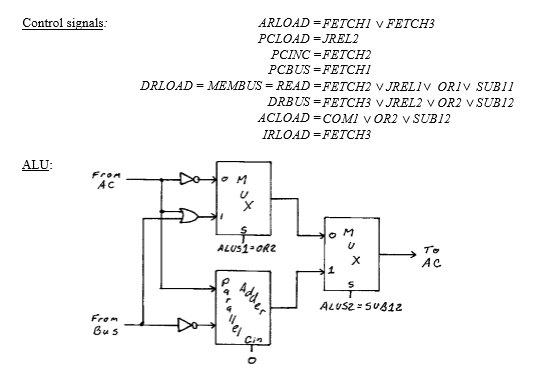 Control signals:
ARLOAD = FETCH1 ∨ FETCH3
PCLOAD = JREL2
PCINC = FETCH2
PCBUS = FETCH1
DRLOAD = MEMBUS = READ = FETCH2 ∨ JREL1∨ OR1∨ SUB11
DRBUS = FETCH3 ∨ JREL2 ∨ OR2 ∨ SUB12
ACLOAD = COM1 ∨ OR2 ∨ SUB12
IRLOAD = FETCH3
ALU:
From
AC
0 M
U
X
1
S
ALUS1=OR2
0 M
U
X
1
S
ALUS2=SUB12
To
AC
Parallel
Adder
Cin
0
From
Bus